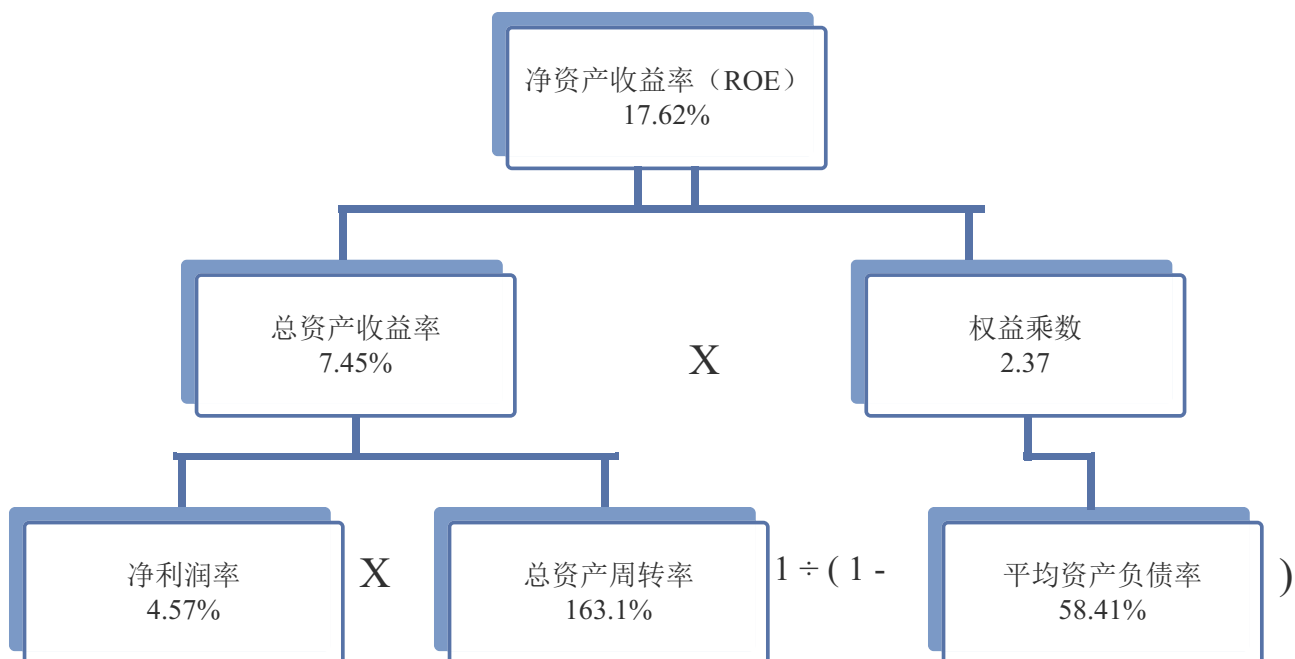 净资产收益率（ROE）
17.62%
总资产收益率
7.45%
X
权益乘数
2.37
净利润率
4.57%
X
总资产周转率
163.1%
1 ÷ ( 1 -
平均资产负债率
58.41%
)